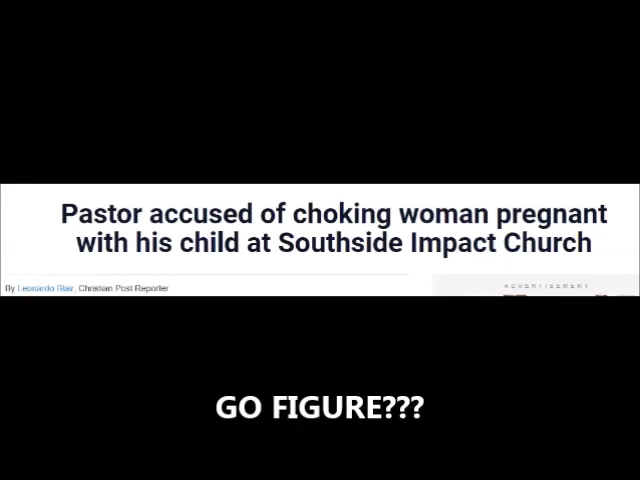 Pastor accused of choking woman pregnant
with his child at Southside Impact Church
By Leonardo Blair, Christian Post Reporter
ADVERTISEMENT
GO FIGURE???